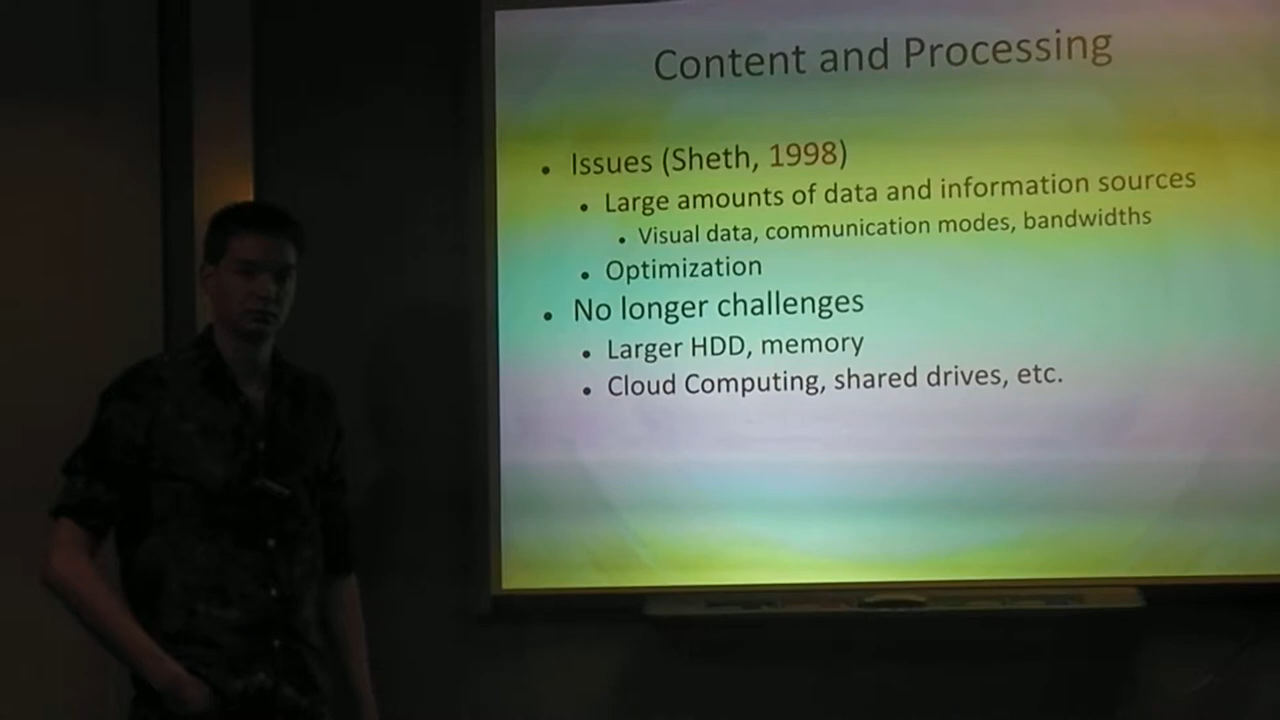 Content and Processing
• Issues (Sheth, 1998)
• Large amounts of data and information sources
• Visual data, communication modes, bandwidths
• Optimization
• No longer challenges
• Larger HDD, memory
• Cloud Computing, shared drives, etc.